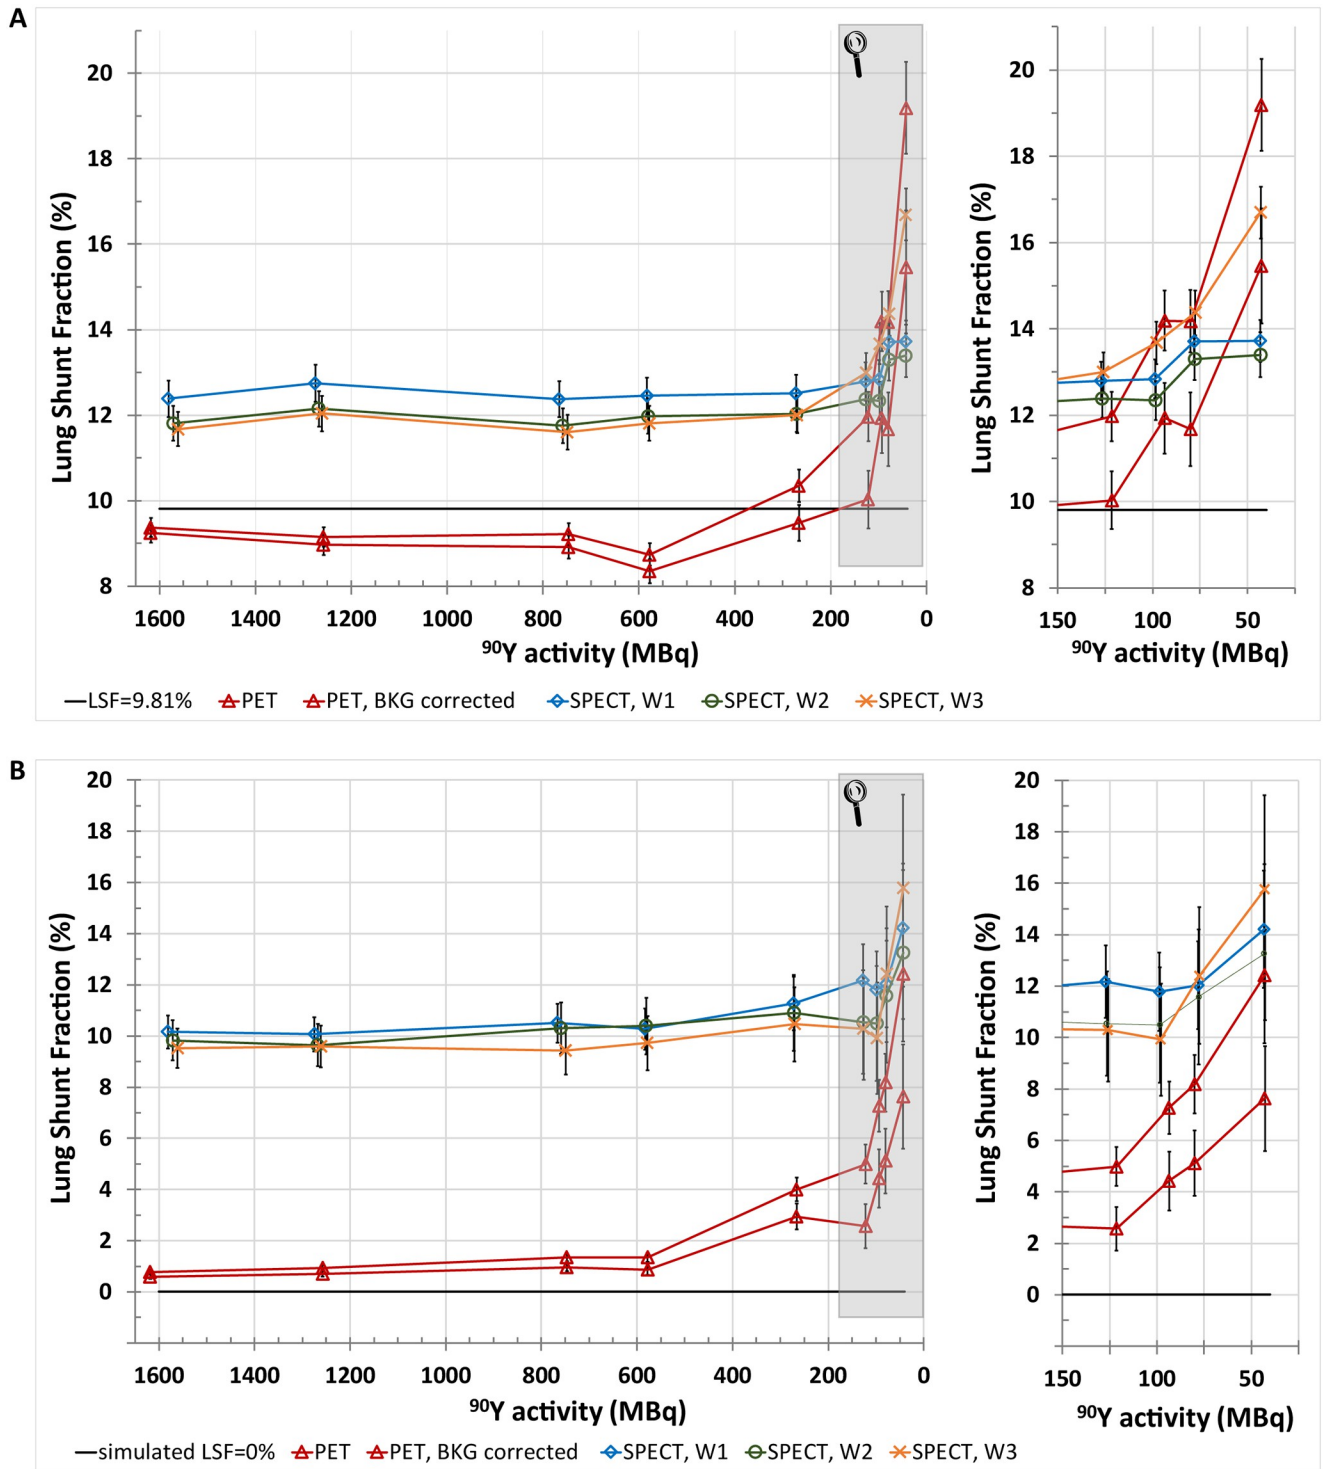 A
Lung Shunt Fraction (%)
20
18
16
14
12
10
8
1600 1400 1200 1000 800 600 400 200 0
⁹⁰Y activity (MBq)
Lung Shunt Fraction (%)
20
18
16
14
12
10
8
150 100 50
⁹⁰Y activity (MBq)
LSF=9.81% PET PET, BKG corrected SPECT, W1 SPECT, W2 SPECT, W3
B
Lung Shunt Fraction (%)
20
18
16
14
12
10
8
6
4
2
0
1600 1400 1200 1000 800 600 400 200 0
⁹⁰Y activity (MBq)
Lung Shunt Fraction (%)
20
18
16
14
12
10
8
6
4
2
0
150 100 50
⁹⁰Y activity (MBq)
simulated LSF=0% PET PET, BKG corrected SPECT, W1 SPECT, W2 SPECT, W3